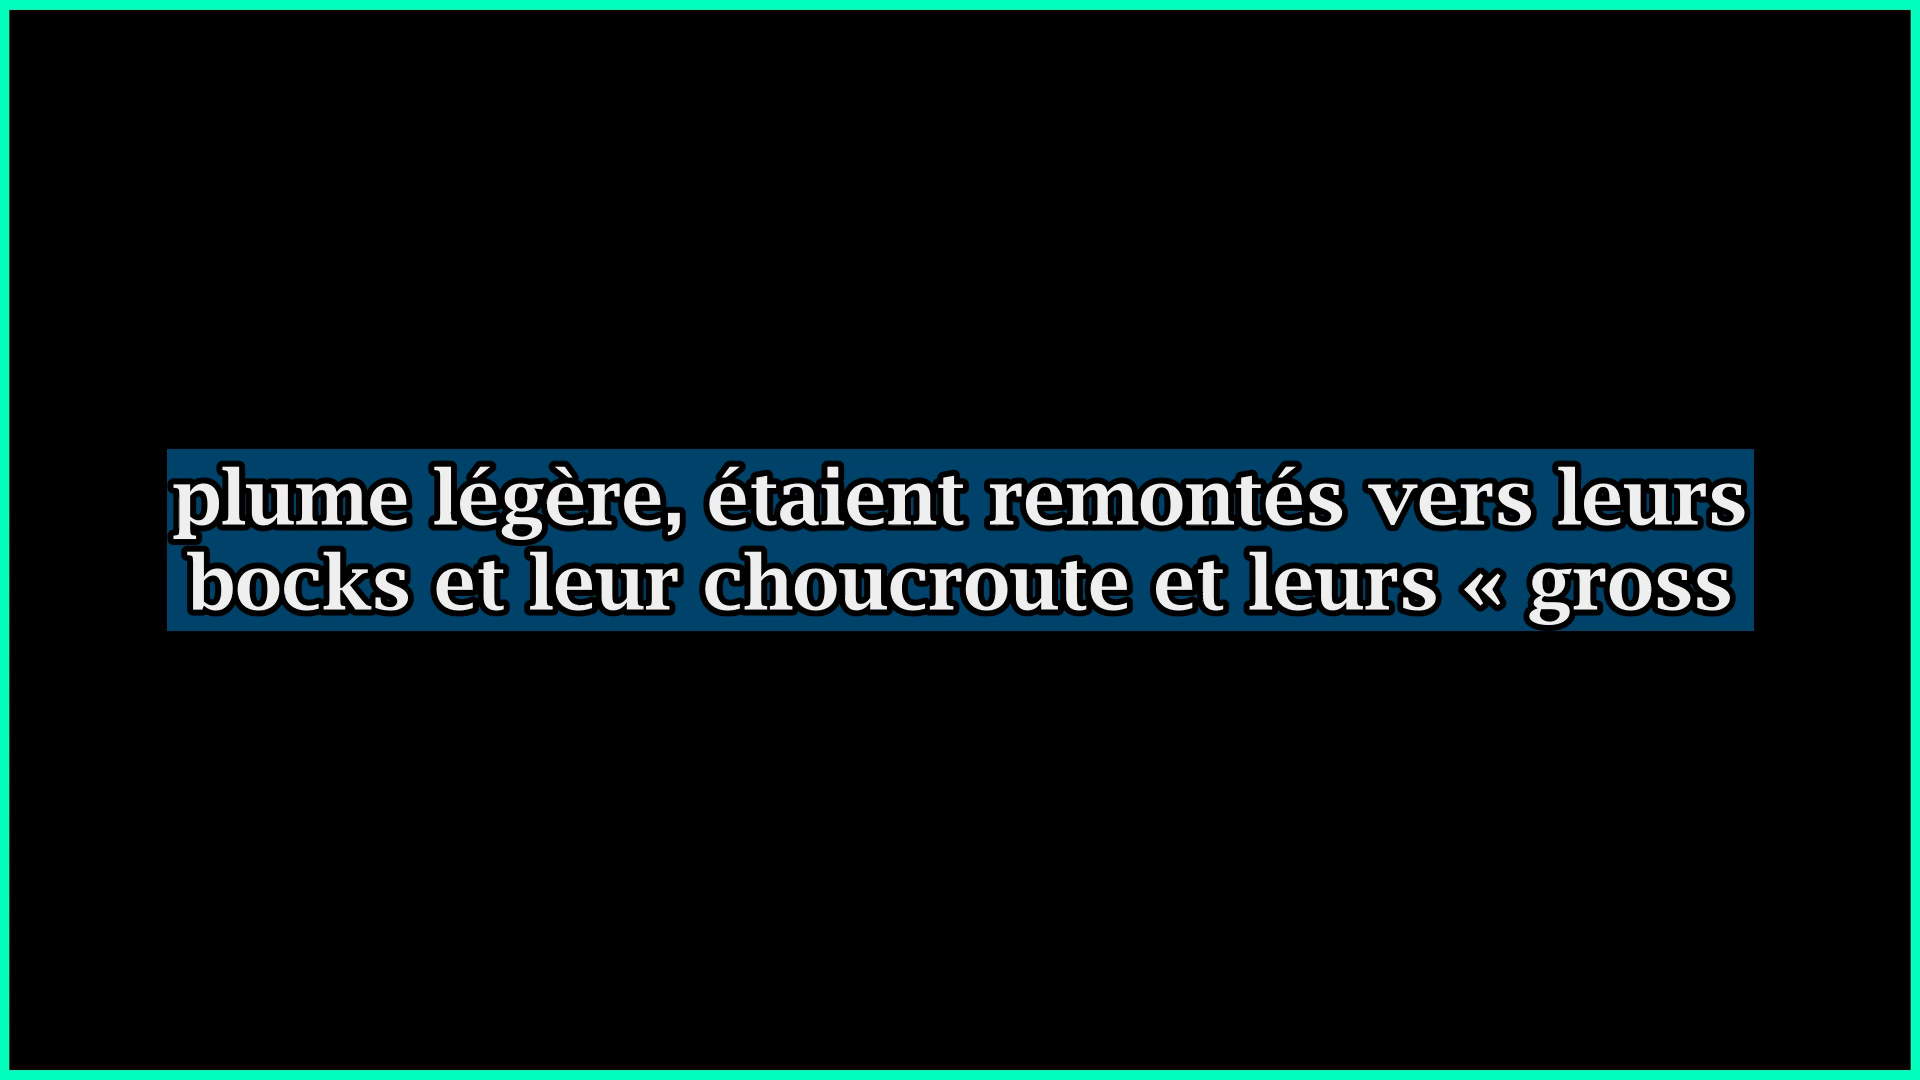 plume légère, étaient remontés vers leurs
bocks et leur choucroute et leurs « gross